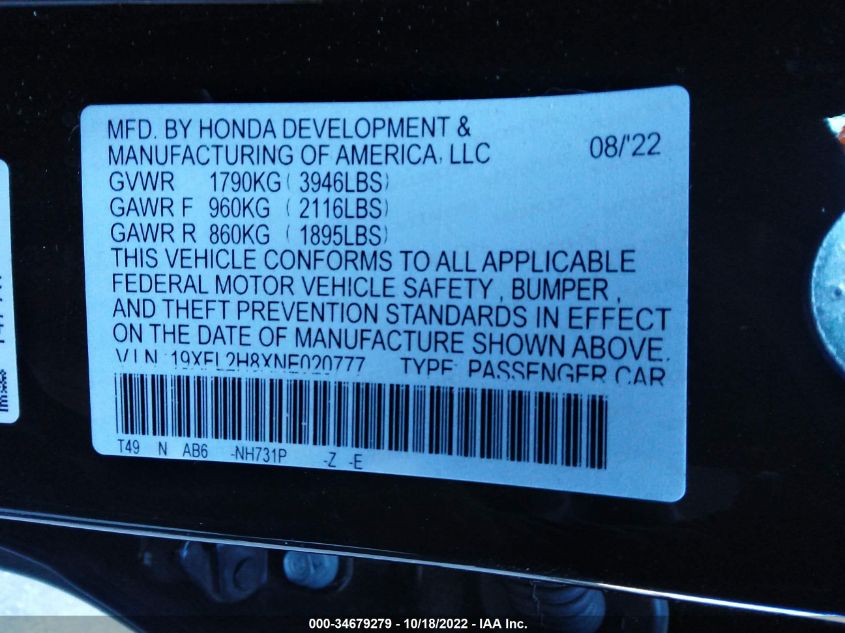 MFD. BY HONDA DEVELOPMENT &
MANUFACTURING OF AMERICA, LLC 08/'22
GVWR 1790KG ( 3946LBS)
GAWR F 960KG ( 2116LBS)
GAWR R 860KG ( 1895LBS)
THIS VEHICLE CONFORMS TO ALL APPLICABLE
FEDERAL MOTOR VEHICLE SAFETY , BUMPER ,
AND THEFT PREVENTION STANDARDS IN EFFECT
ON THE DATE OF MANUFACTURE SHOWN ABOVE.
V.I.N. :19XFL2H8XNE020777 TYPE: PASSENGER CAR
T49 N AB6 -NH731P -Z -E
000-34679279 - 10/18/2022 - IAA Inc.